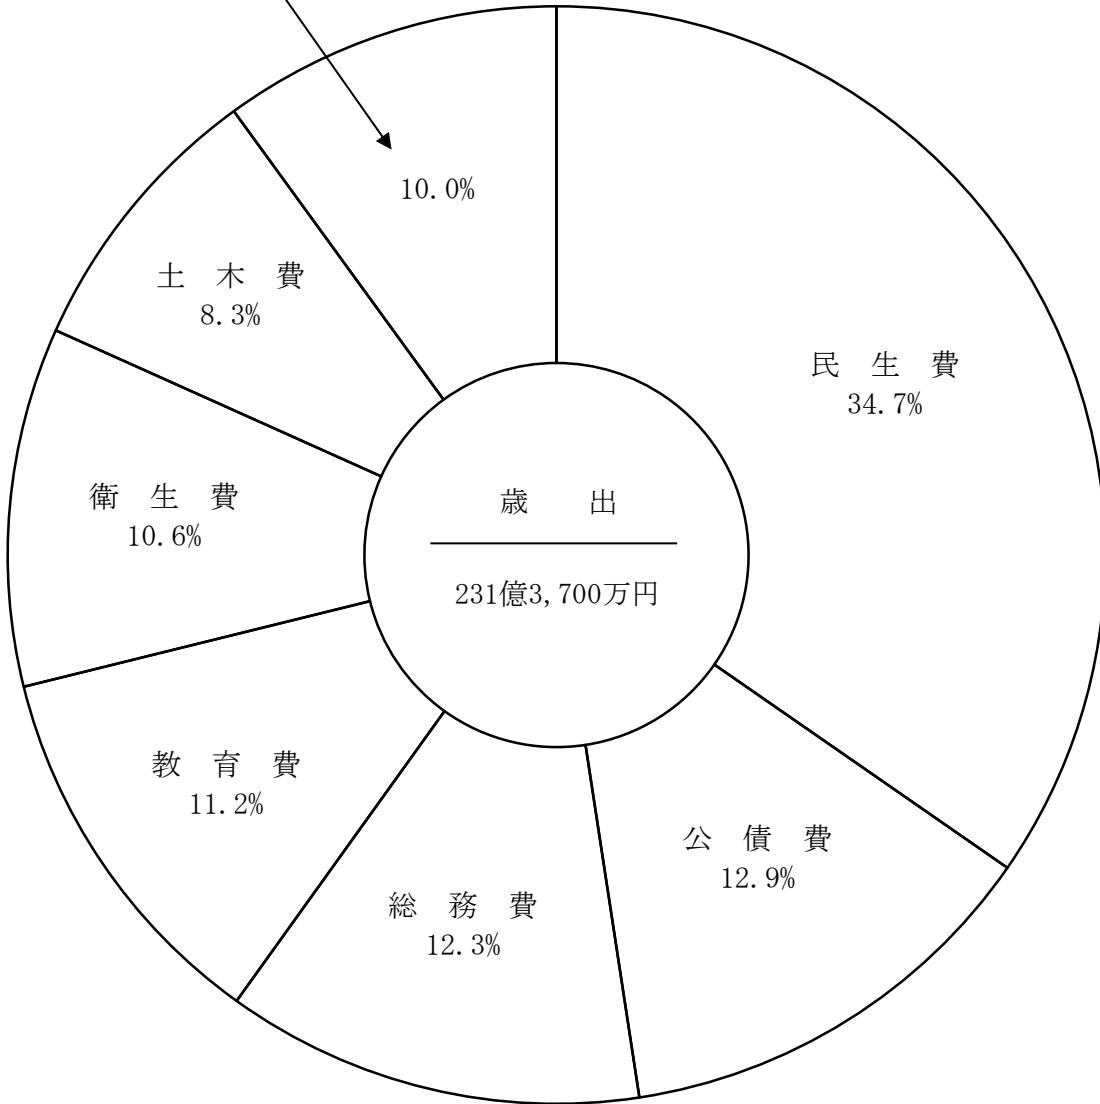 10.0%
土 木 費
8.3%
民 生 費
34.7%
衛 生 費
10.6%
歳 出
231億3,700万円
教 育 費
11.2%
公 債 費
12.9%
総 務 費
12.3%